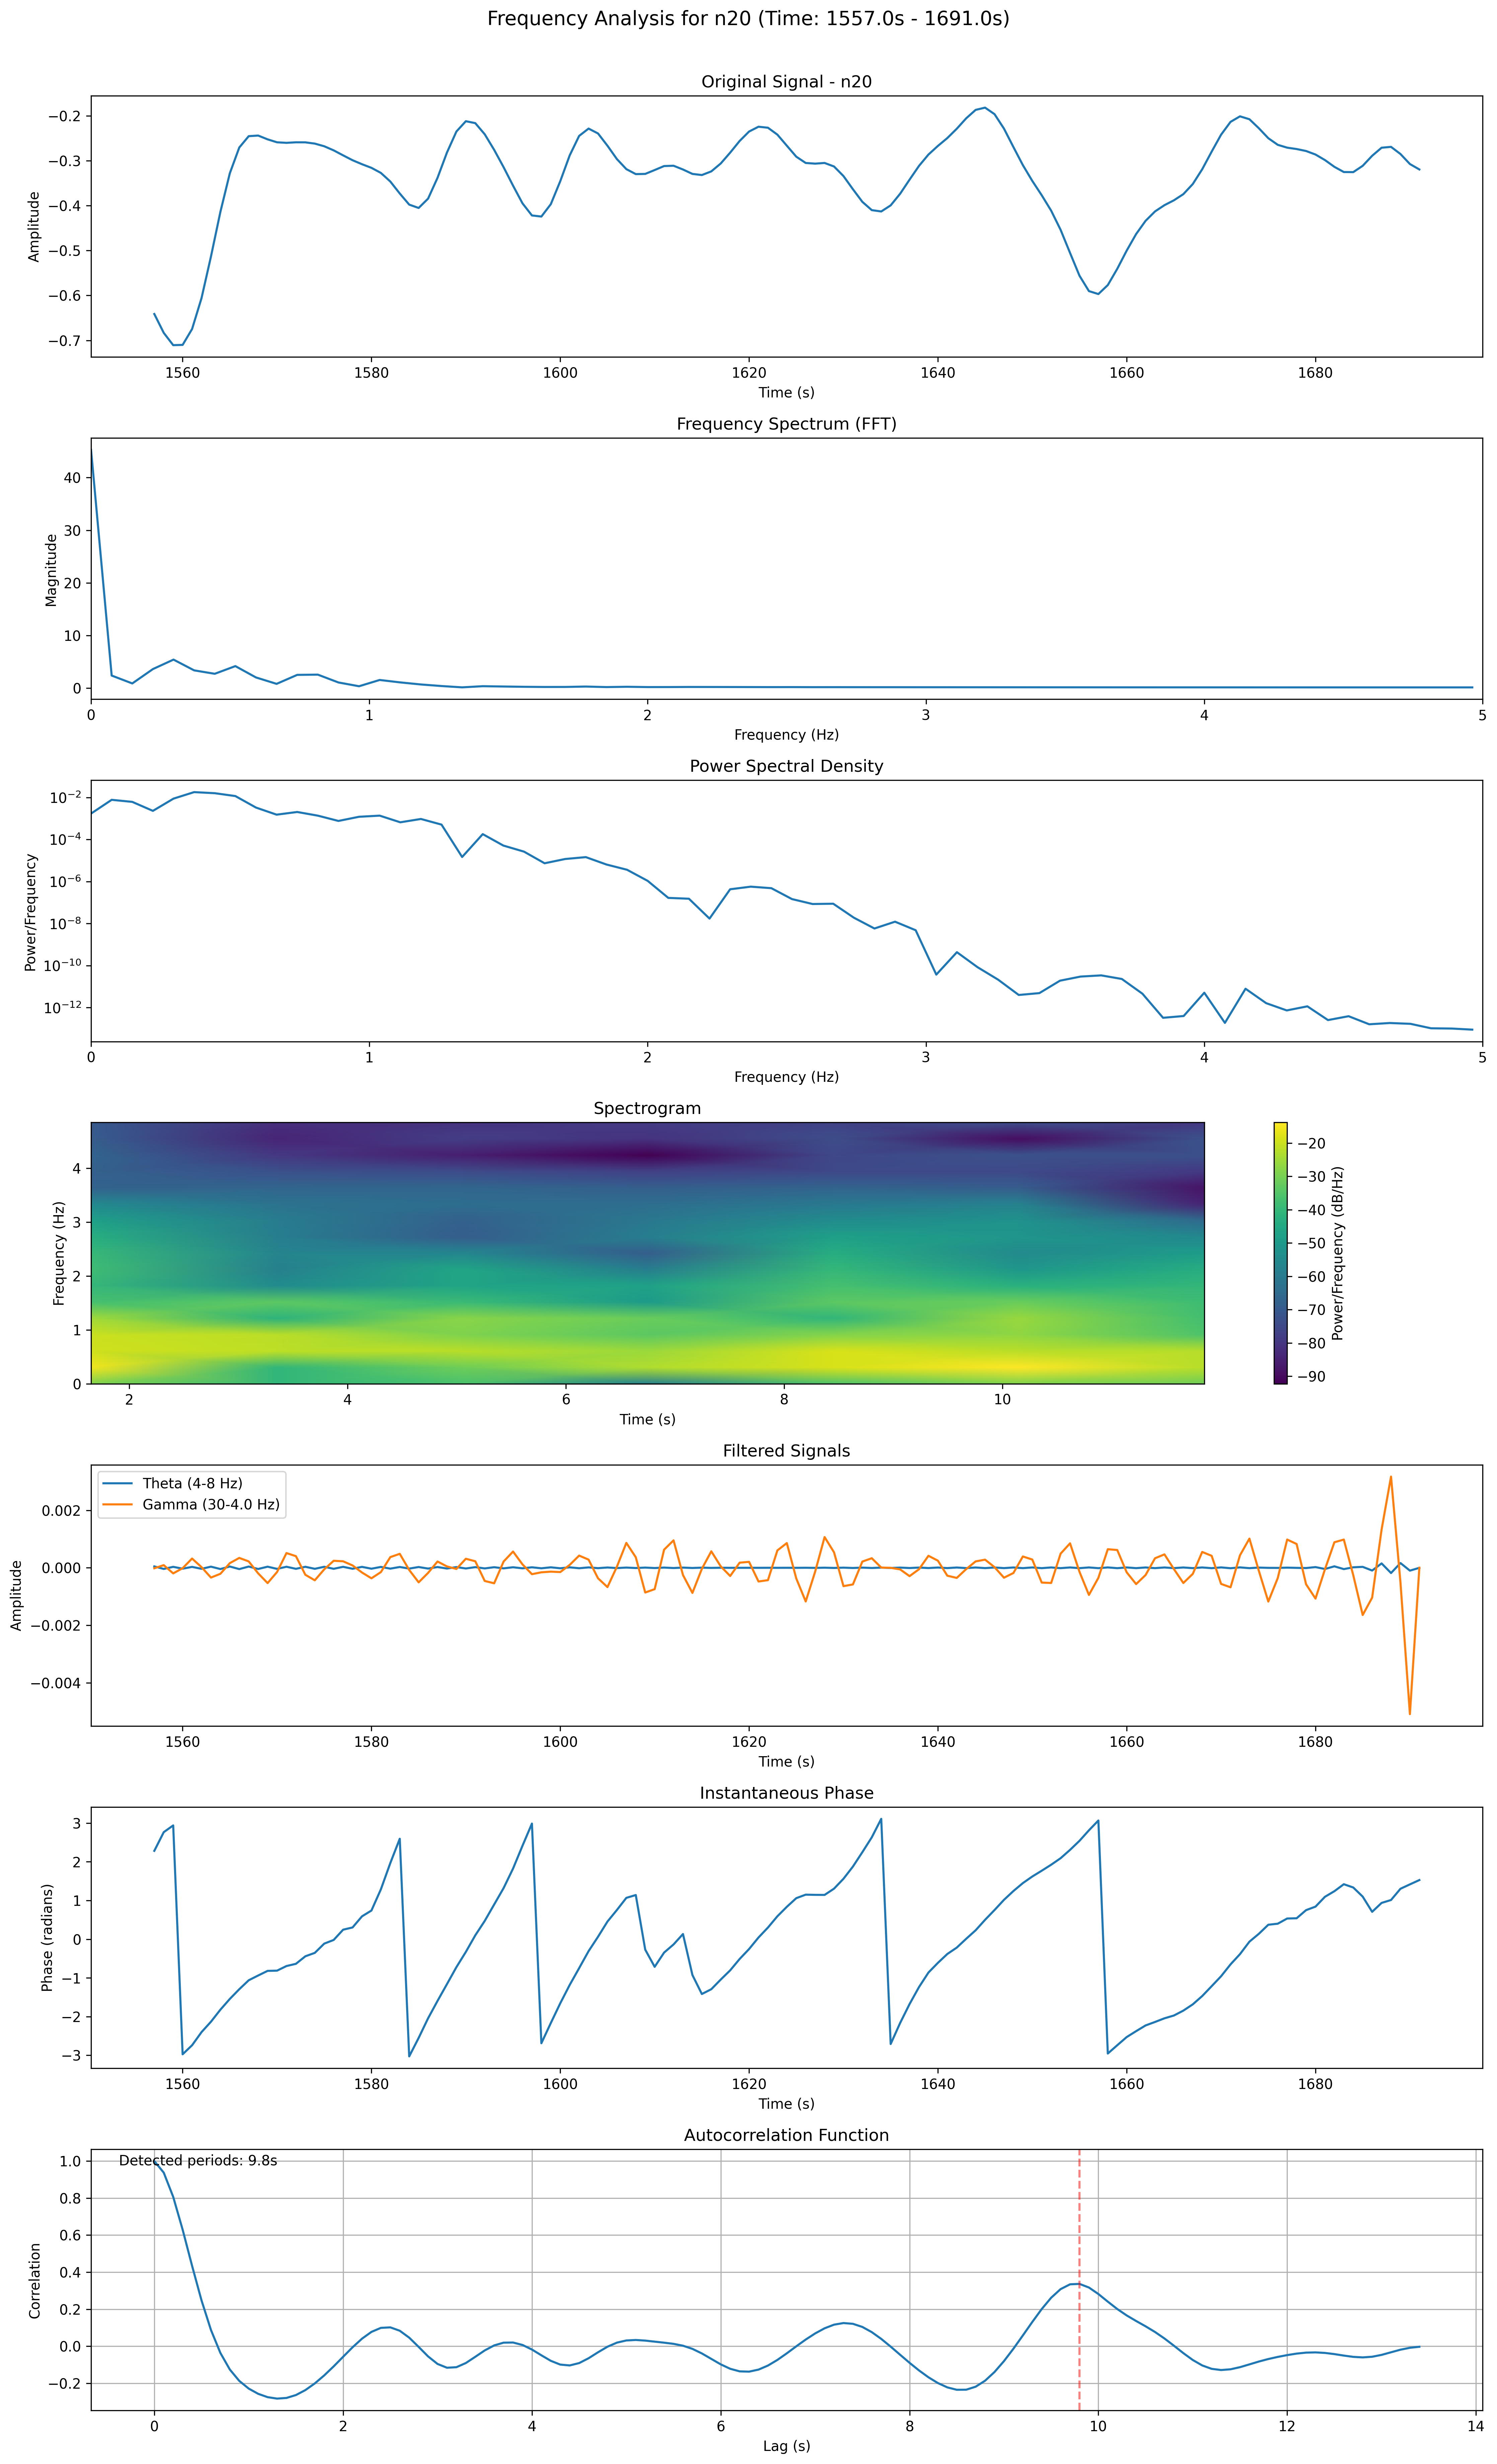 Frequency Analysis for n20 (Time: 1557.0s - 1691.0s)
Original Signal - n20
−0.2
−0.3
−0.4
−0.5
−0.6
−0.7
Amplitude
1560 1580 1600 1620 1640 1660 1680
Time (s)
Frequency Spectrum (FFT)
40
30
20
10
0
Magnitude
0 1 2 3 4 5
Frequency (Hz)
Power Spectral Density
10⁻²
10⁻⁴
10⁻⁶
10⁻⁸
10⁻¹⁰
10⁻¹²
Power/Frequency
0 1 2 3 4 5
Frequency (Hz)
Spectrogram
4
3
2
1
0
Frequency (Hz)
2 4 6 8 10
Time (s)
−20
−30
−40
−50
−60
−70
−80
−90
Power/Frequency (dB/Hz)
Filtered Signals
Theta (4-8 Hz)
Gamma (30-4.0 Hz)
0.002
0.000
−0.002
−0.004
Amplitude
1560 1580 1600 1620 1640 1660 1680
Time (s)
Instantaneous Phase
3
2
1
0
−1
−2
−3
Phase (radians)
1560 1580 1600 1620 1640 1660 1680
Time (s)
Autocorrelation Function
Detected periods: 9.8s
1.0
0.8
0.6
0.4
0.2
0.0
−0.2
Correlation
0 2 4 6 8 10 12 14
Lag (s)